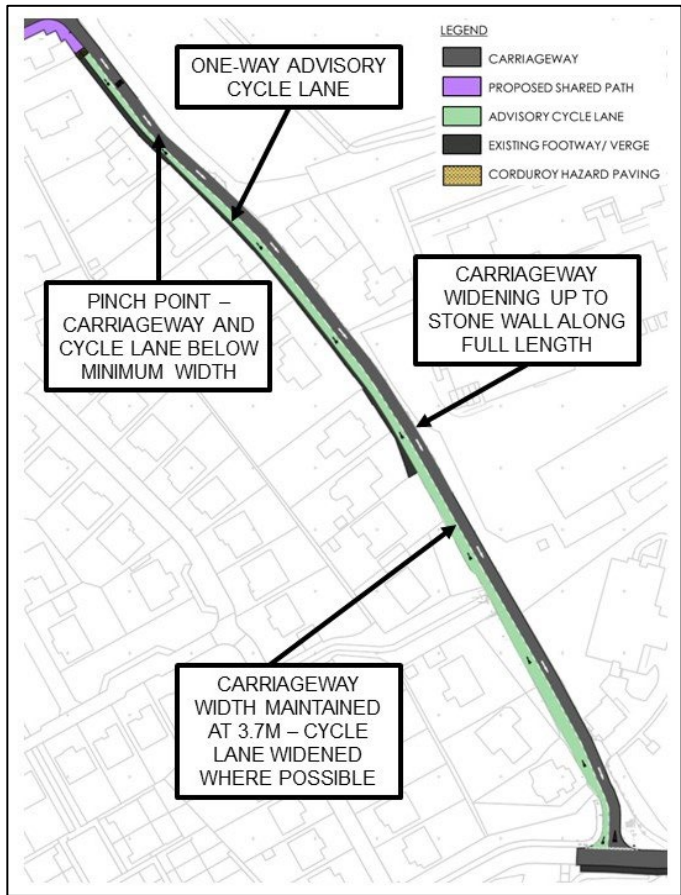 ONE-WAY ADVISORY
CYCLE LANE
LEGEND
CARRIAGEWAY
PROPOSED SHARED PATH
ADVISORY CYCLE LANE
EXISTING FOOTWAY/ VERGE
CORDUROY HAZARD PAVING
PINCH POINT –
CARRIAGEWAY AND
CYCLE LANE BELOW
MINIMUM WIDTH
CARRIAGEWAY
WIDENING UP TO
STONE WALL ALONG
FULL LENGTH
CARRIAGEWAY
WIDTH MAINTAINED
AT 3.7M – CYCLE
LANE WIDENED
WHERE POSSIBLE